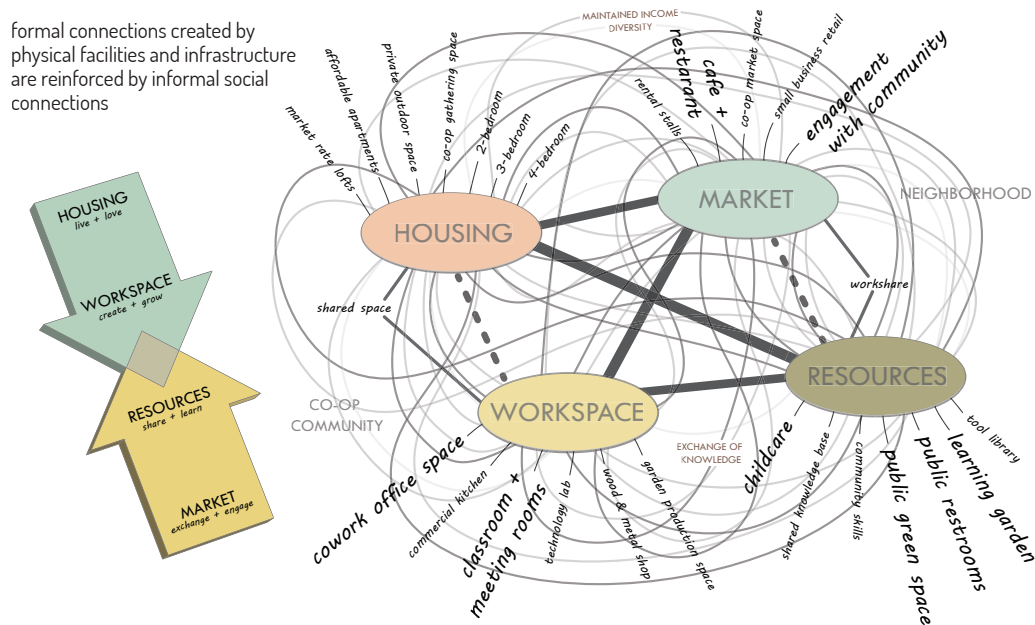 formal connections created by
physical facilities and infrastructure
are reinforced by informal social
connections
HOUSING
live + love
WORKSPACE
create + grow
RESOURCES
share + learn
MARKET
exchange + engage
MAINTAINED INCOME
DIVERSITY
market rate lofts
affordable apartments
private outdoor space
co-op gathering space
2-bedroom
3-bedroom
4-bedroom
rental stalls
cafe +
restarant
co-op market space
small business retail
engagement
with community
HOUSING
MARKET
NEIGHBORHOOD
shared space
workshare
RESOURCES
WORKSPACE
CO-OP
COMMUNITY
EXCHANGE OF
KNOWLEDGE
cowork office space
commercial kitchen
classroom +
meeting rooms
technology lab
wood & metal shop
garden production space
childcare
shared knowledge base
community skills
public green space
public restrooms
learning garden
tool library